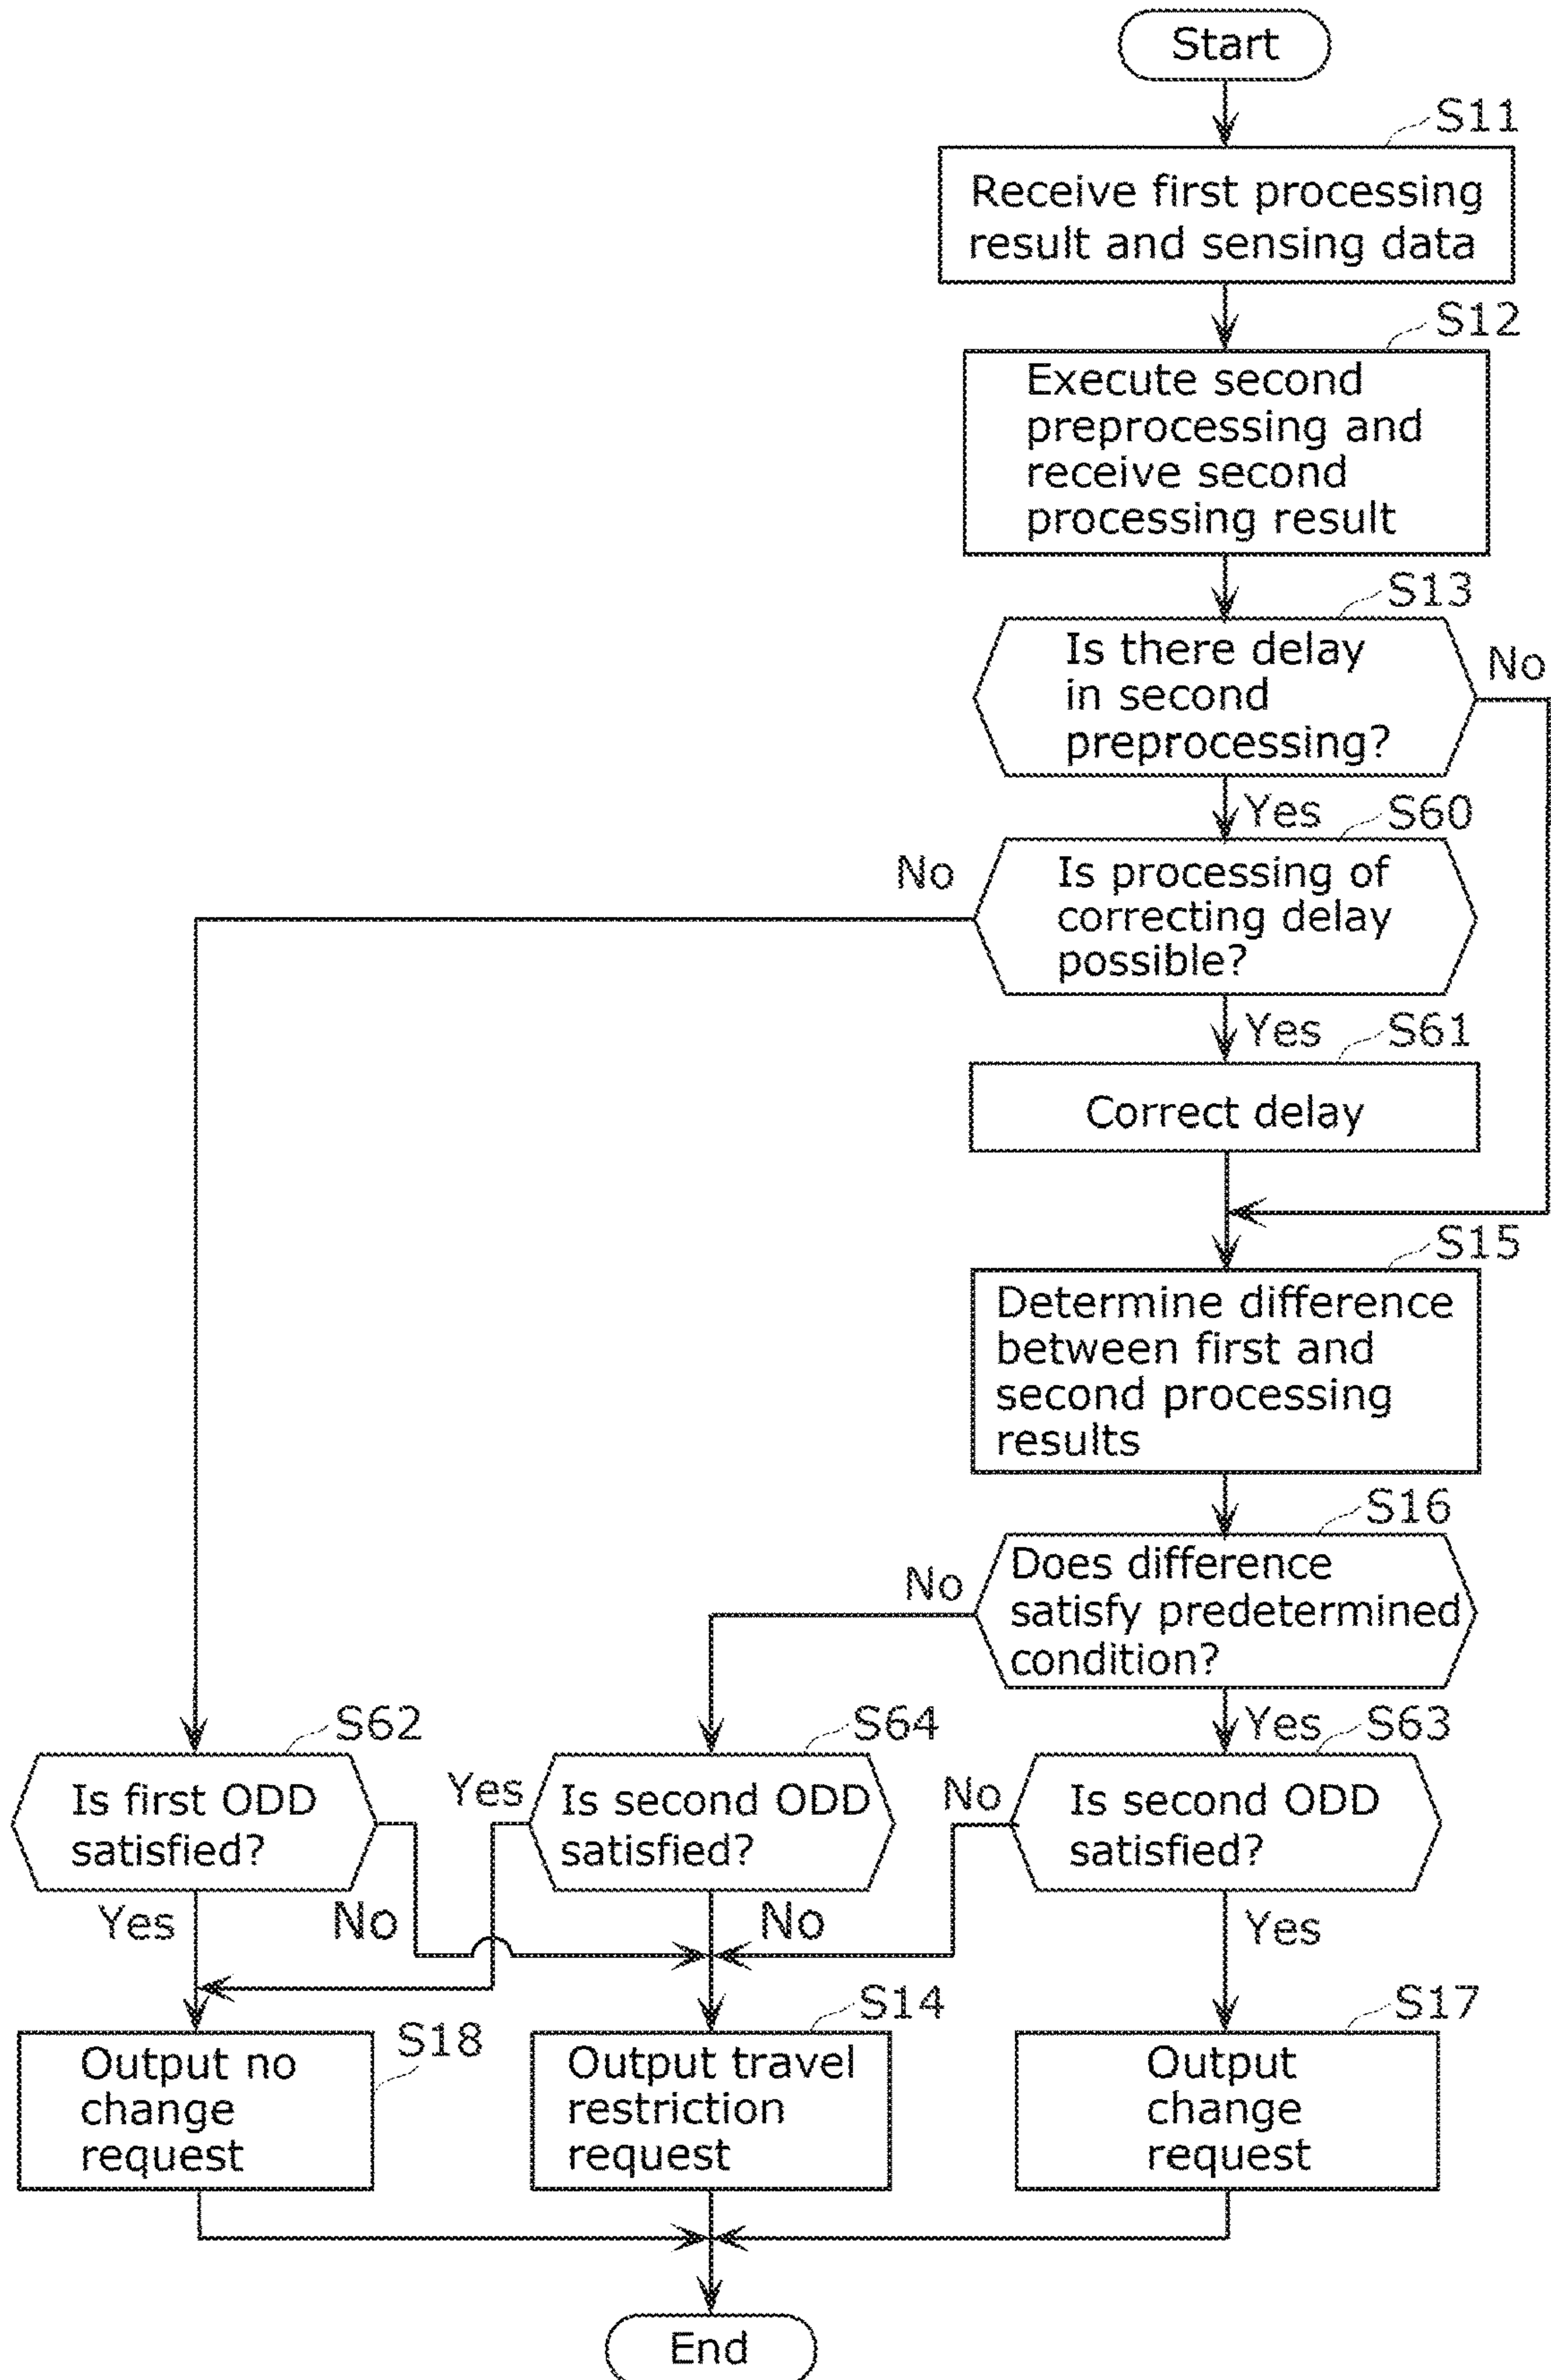 Start
S11
Receive first processing
result and sensing data
S12
Execute second
preprocessing and
receive second
processing result
S13
Is there delay
in second
preprocessing?
No
Yes
S60
No
Is processing of
correcting delay
possible?
Yes
S61
Correct delay
S15
Determine difference
between first and
second processing
results
S16
No
Does difference
satisfy predetermined
condition?
Yes
S62
Is first ODD
satisfied?
Yes
No
S64
Yes
Is second ODD
satisfied?
No
S63
No
Is second ODD
satisfied?
Yes
S18
Output no
change
request
S14
Output travel
restriction
request
S17
Output
change
request
End